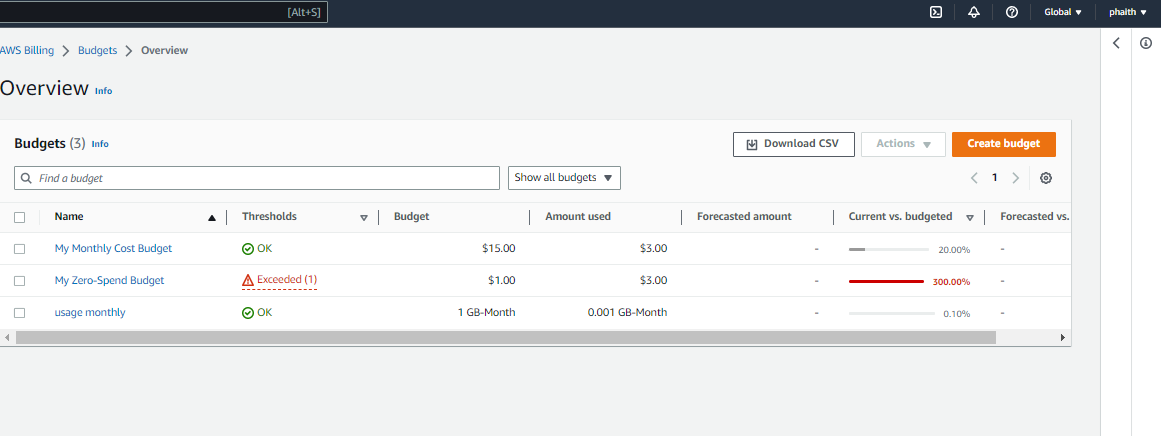 [Alt+S]
Global
phaith
AWS Billing
Budgets
Overview
Overview Info
Budgets (3) Info
Download CSV
Actions
Create budget
Find a budget
Show all budgets
1
Name Thresholds Budget Amount used Forecasted amount Current vs. budgeted Forecasted vs.
My Monthly Cost Budget OK $15.00 $3.00 - 20.00% -
My Zero-Spend Budget Exceeded (1) $1.00 $3.00 - 300.00% -
usage monthly OK 1 GB-Month 0.001 GB-Month - 0.10% -